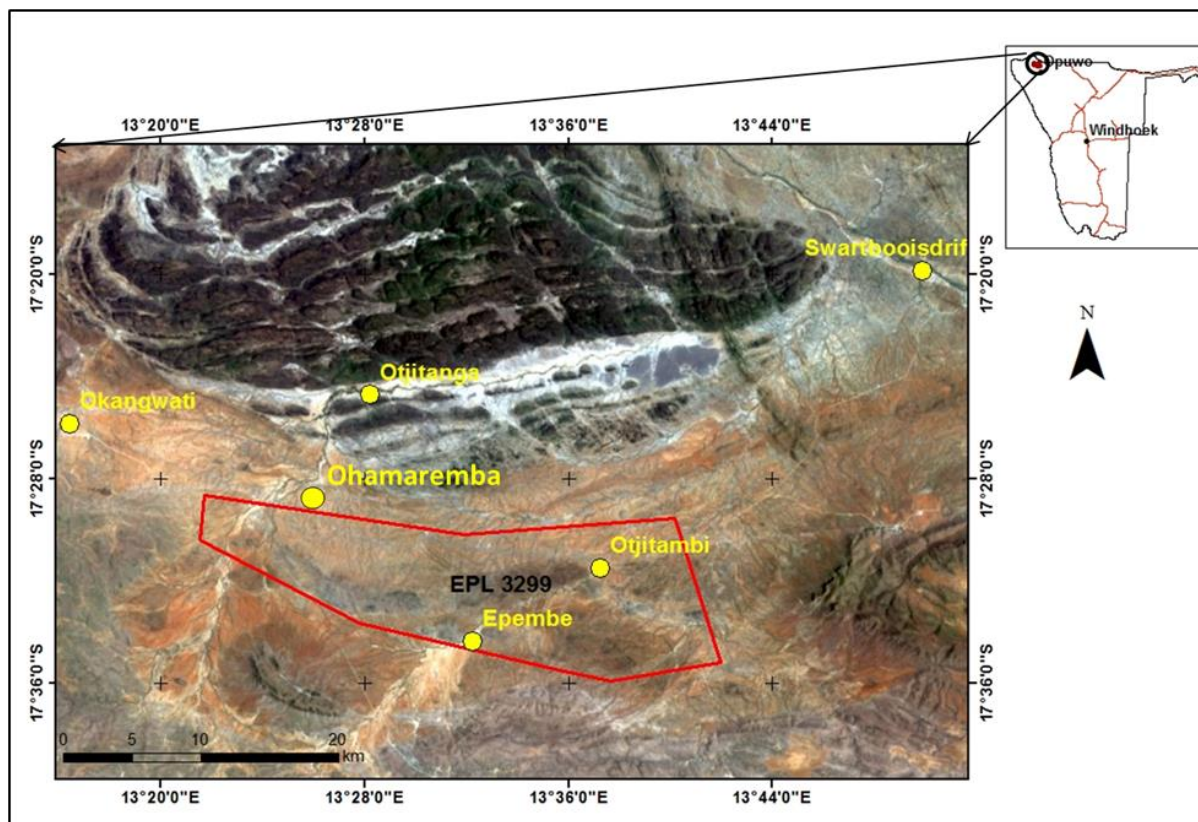 Opuwo
Windhoek
13°20'0"E
13°28'0"E
13°36'0"E
13°44'0"E
Swartbooisdrif
17°20'0"S
17°20'0"S
N
Otjitanga
Okangwati
Ohamaremba
17°28'0"S
17°28'0"S
Otjitambi
EPL 3299
Epembe
17°36'0"S
17°36'0"S
0 5 10 20
km
13°20'0"E
13°28'0"E
13°36'0"E
13°44'0"E